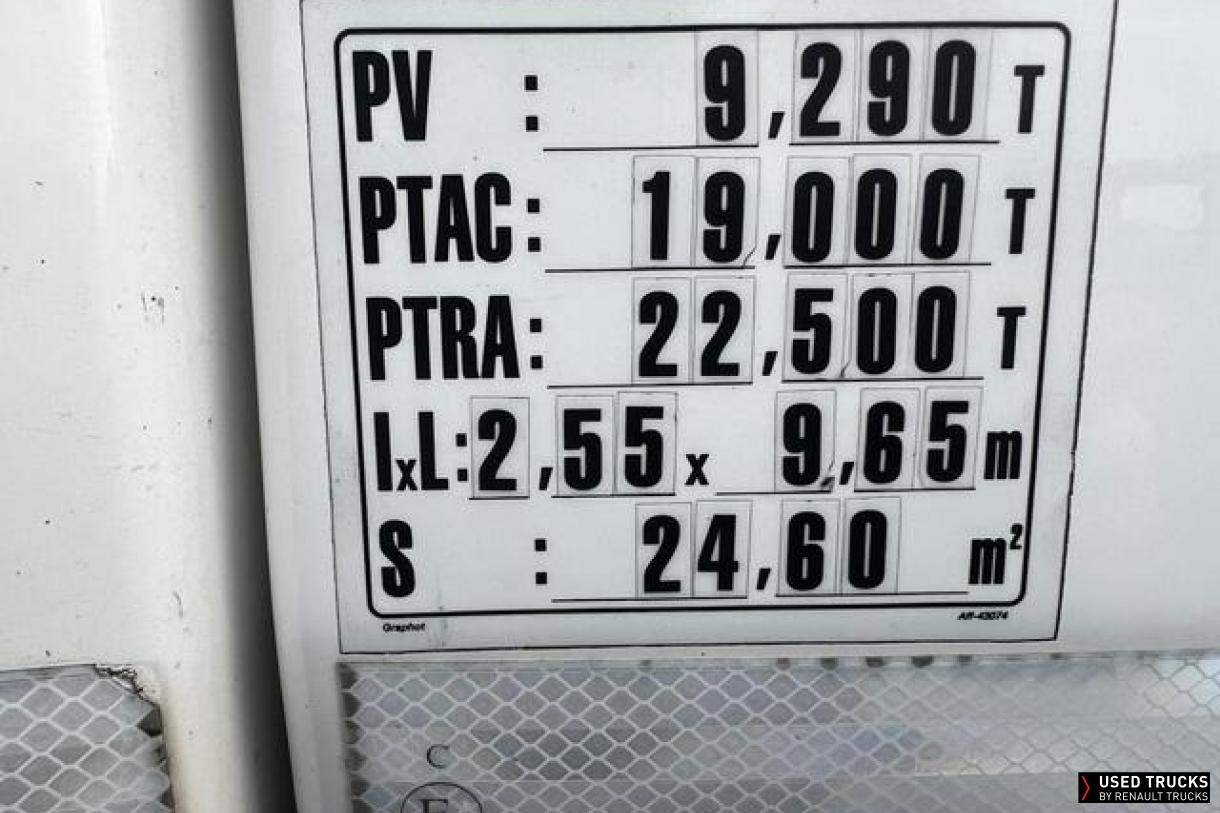 PV : 9,290 T
PTAC : 19,000 T
PTRA : 22,500 T
lxL : 2,55 x 9,65 m
S : 24,60 m²
Graphot
Aff-43074
C
E
USED TRUCKS
BY RENAULT TRUCKS